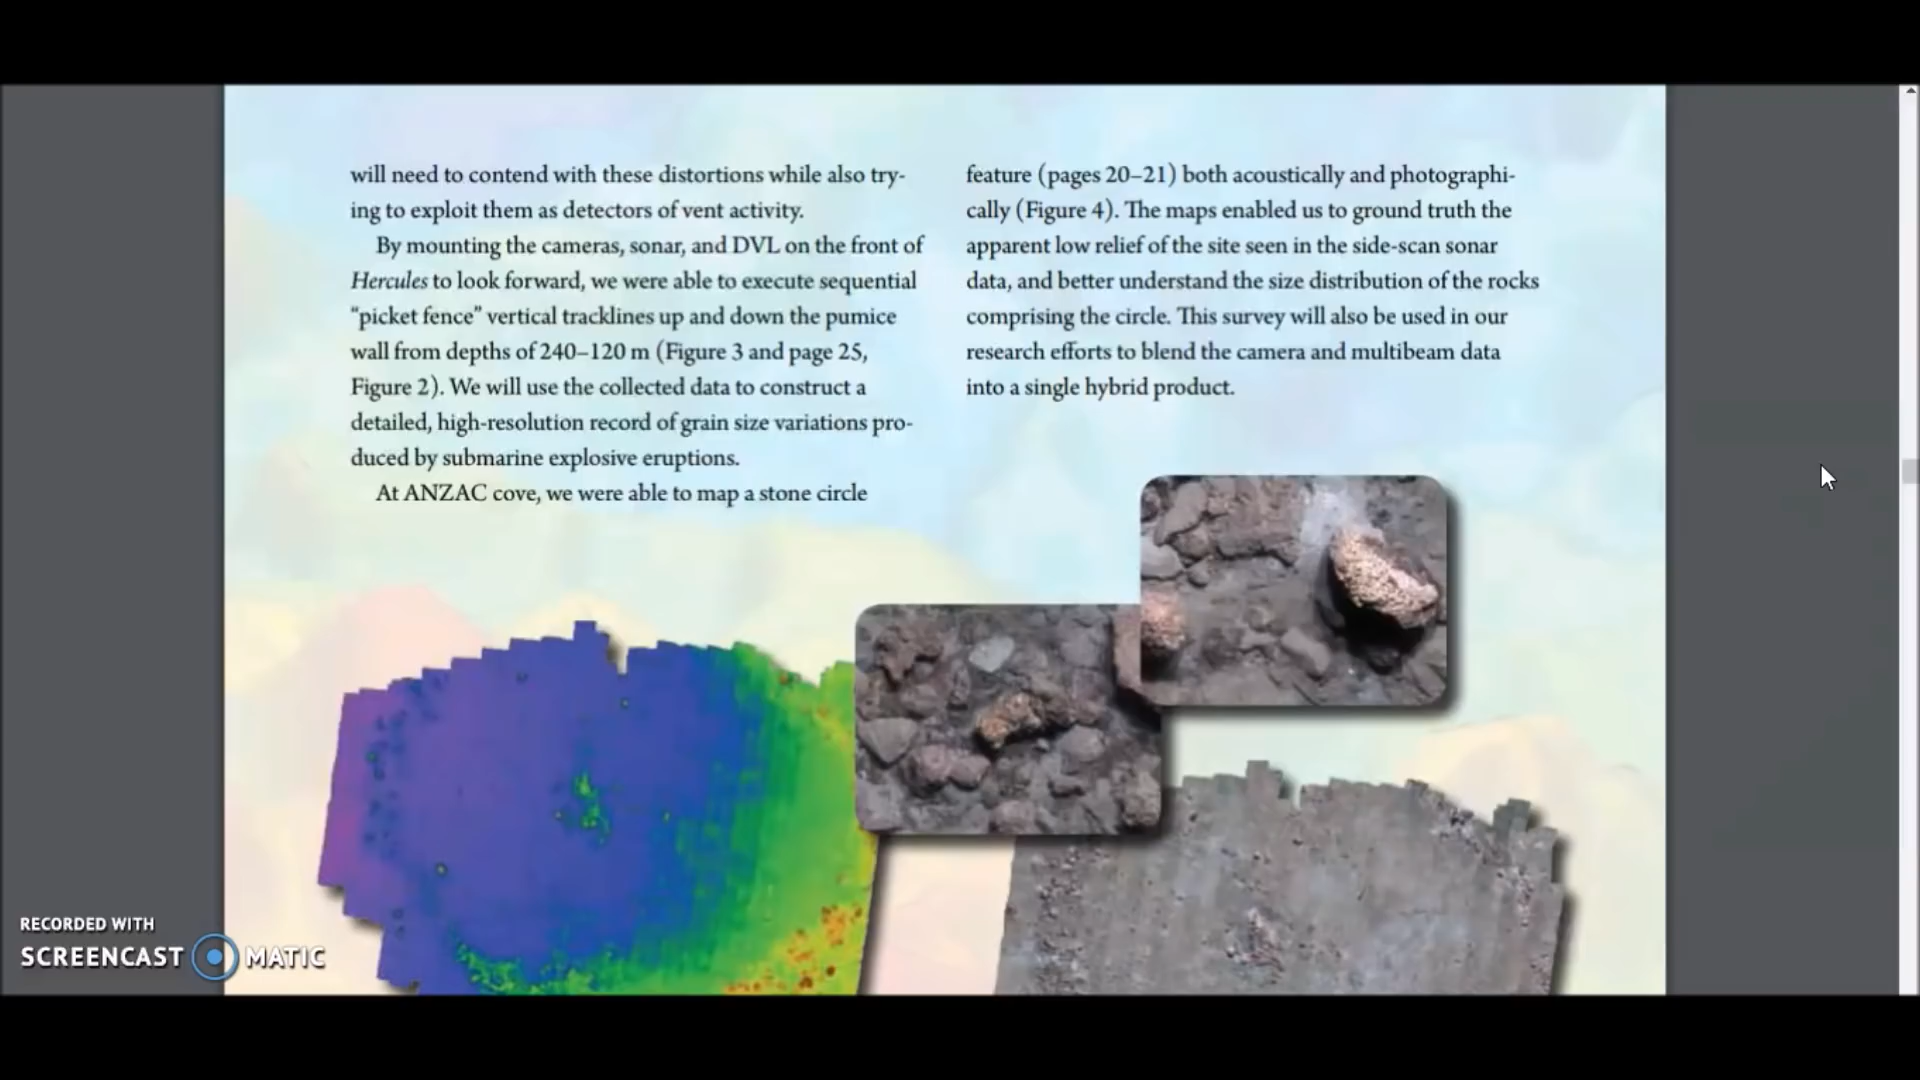 will need to contend with these distortions while also try-
ing to exploit them as detectors of vent activity.
By mounting the cameras, sonar, and DVL on the front of
Hercules to look forward, we were able to execute sequential
“picket fence” vertical tracklines up and down the pumice
wall from depths of 240–120 m (Figure 3 and page 25,
Figure 2). We will use the collected data to construct a
detailed, high-resolution record of grain size variations pro-
duced by submarine explosive eruptions.
At ANZAC cove, we were able to map a stone circle
feature (pages 20–21) both acoustically and photographi-
cally (Figure 4). The maps enabled us to ground truth the
apparent low relief of the site seen in the side-scan sonar
data, and better understand the size distribution of the rocks
comprising the circle. This survey will also be used in our
research efforts to blend the camera and multibeam data
into a single hybrid product.
RECORDED WITH
SCREENCAST MATIC